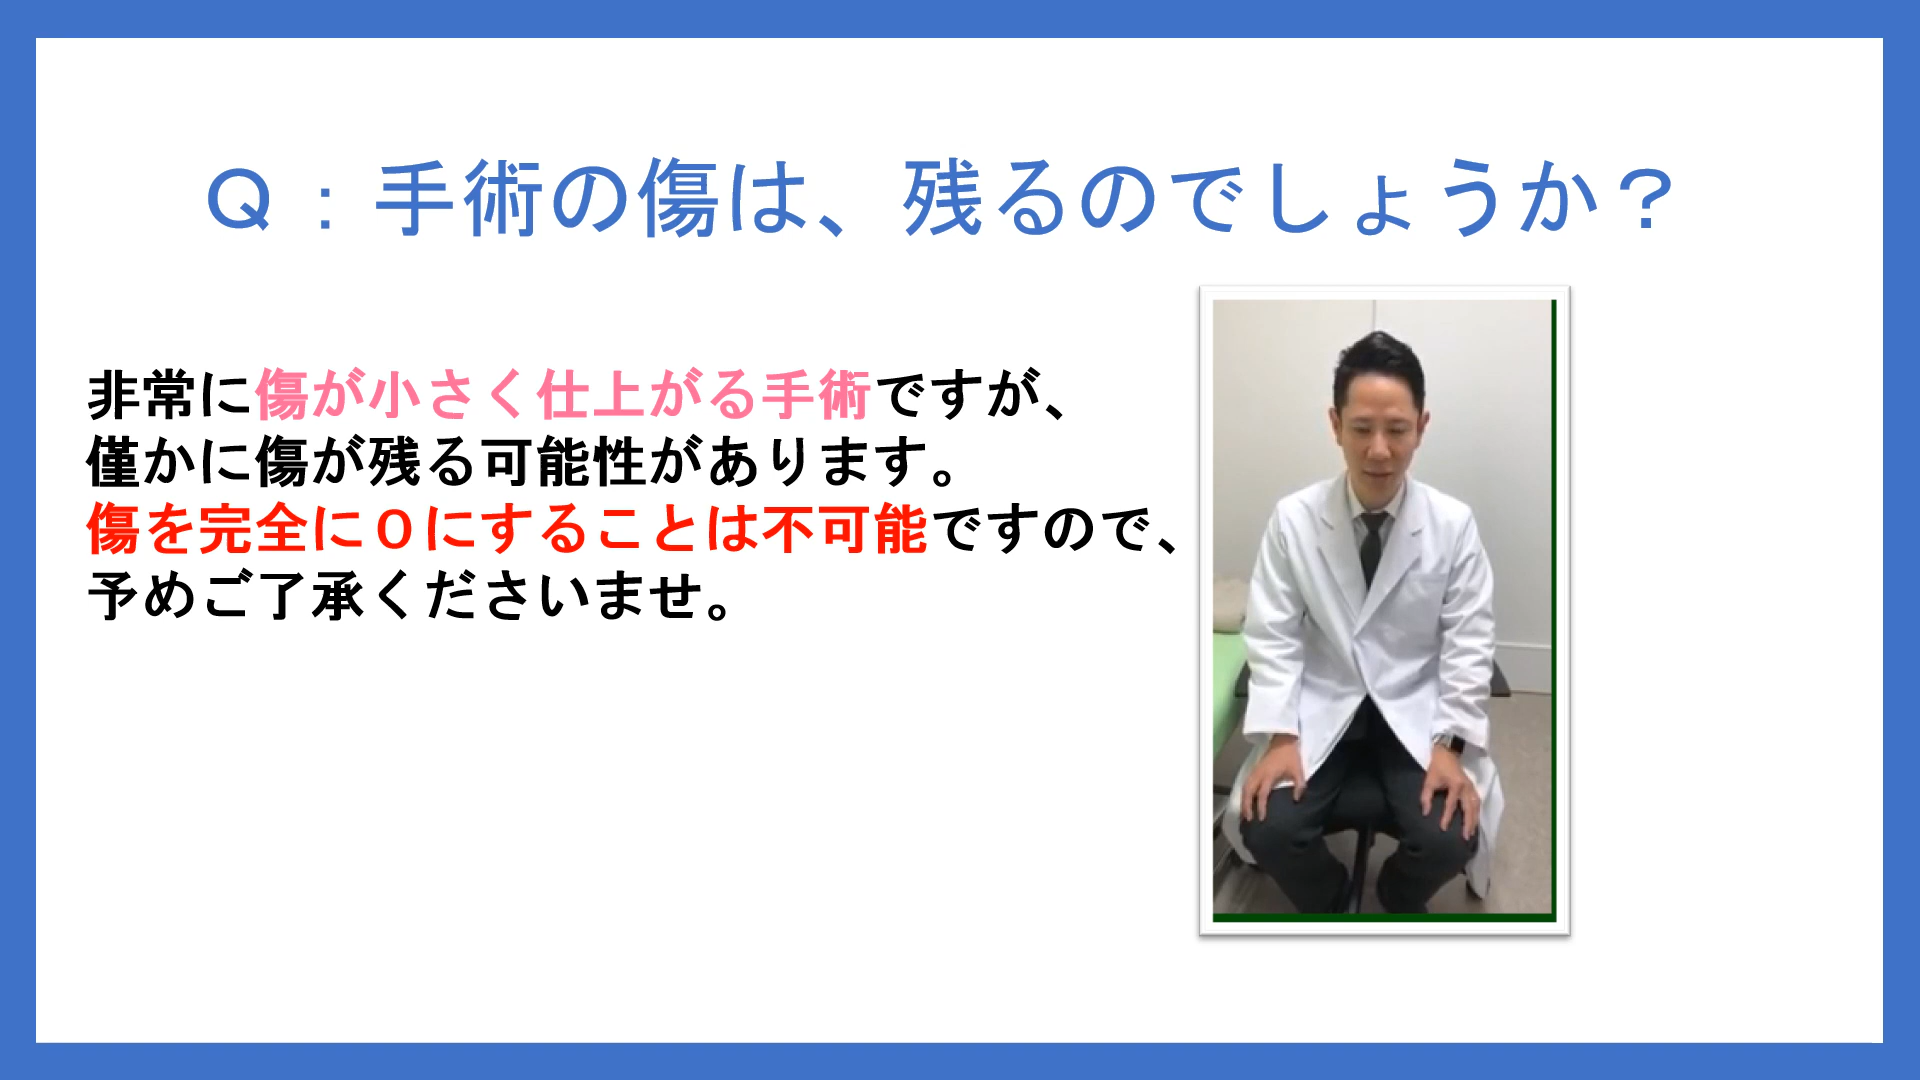 Ｑ：手術の傷は、残るのでしょうか？
非常に傷が小さく仕上がる手術ですが、
僅かに傷が残る可能性があります。
傷を完全に０にすることは不可能ですので、
予めご了承くださいませ。